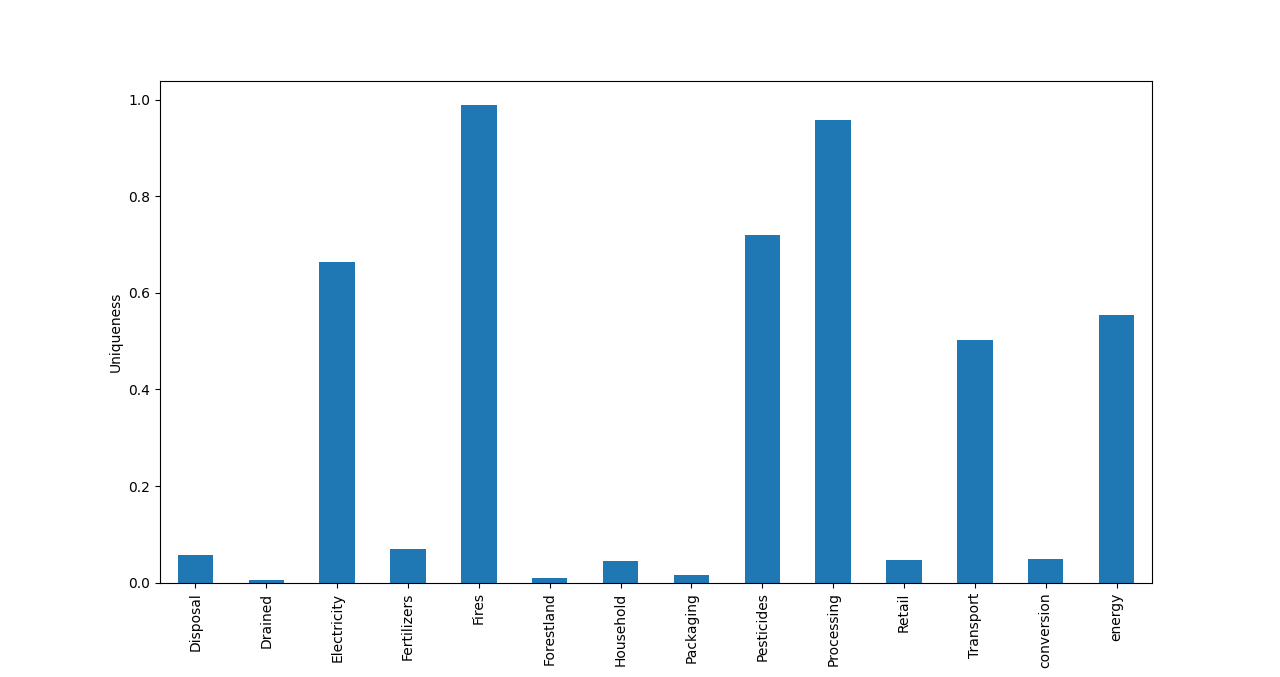 Uniqueness
1.0
0.8
0.6
0.4
0.2
0.0
Disposal
Drained
Electricity
Fertilizers
Fires
Forestland
Household
Packaging
Pesticides
Processing
Retail
Transport
conversion
energy